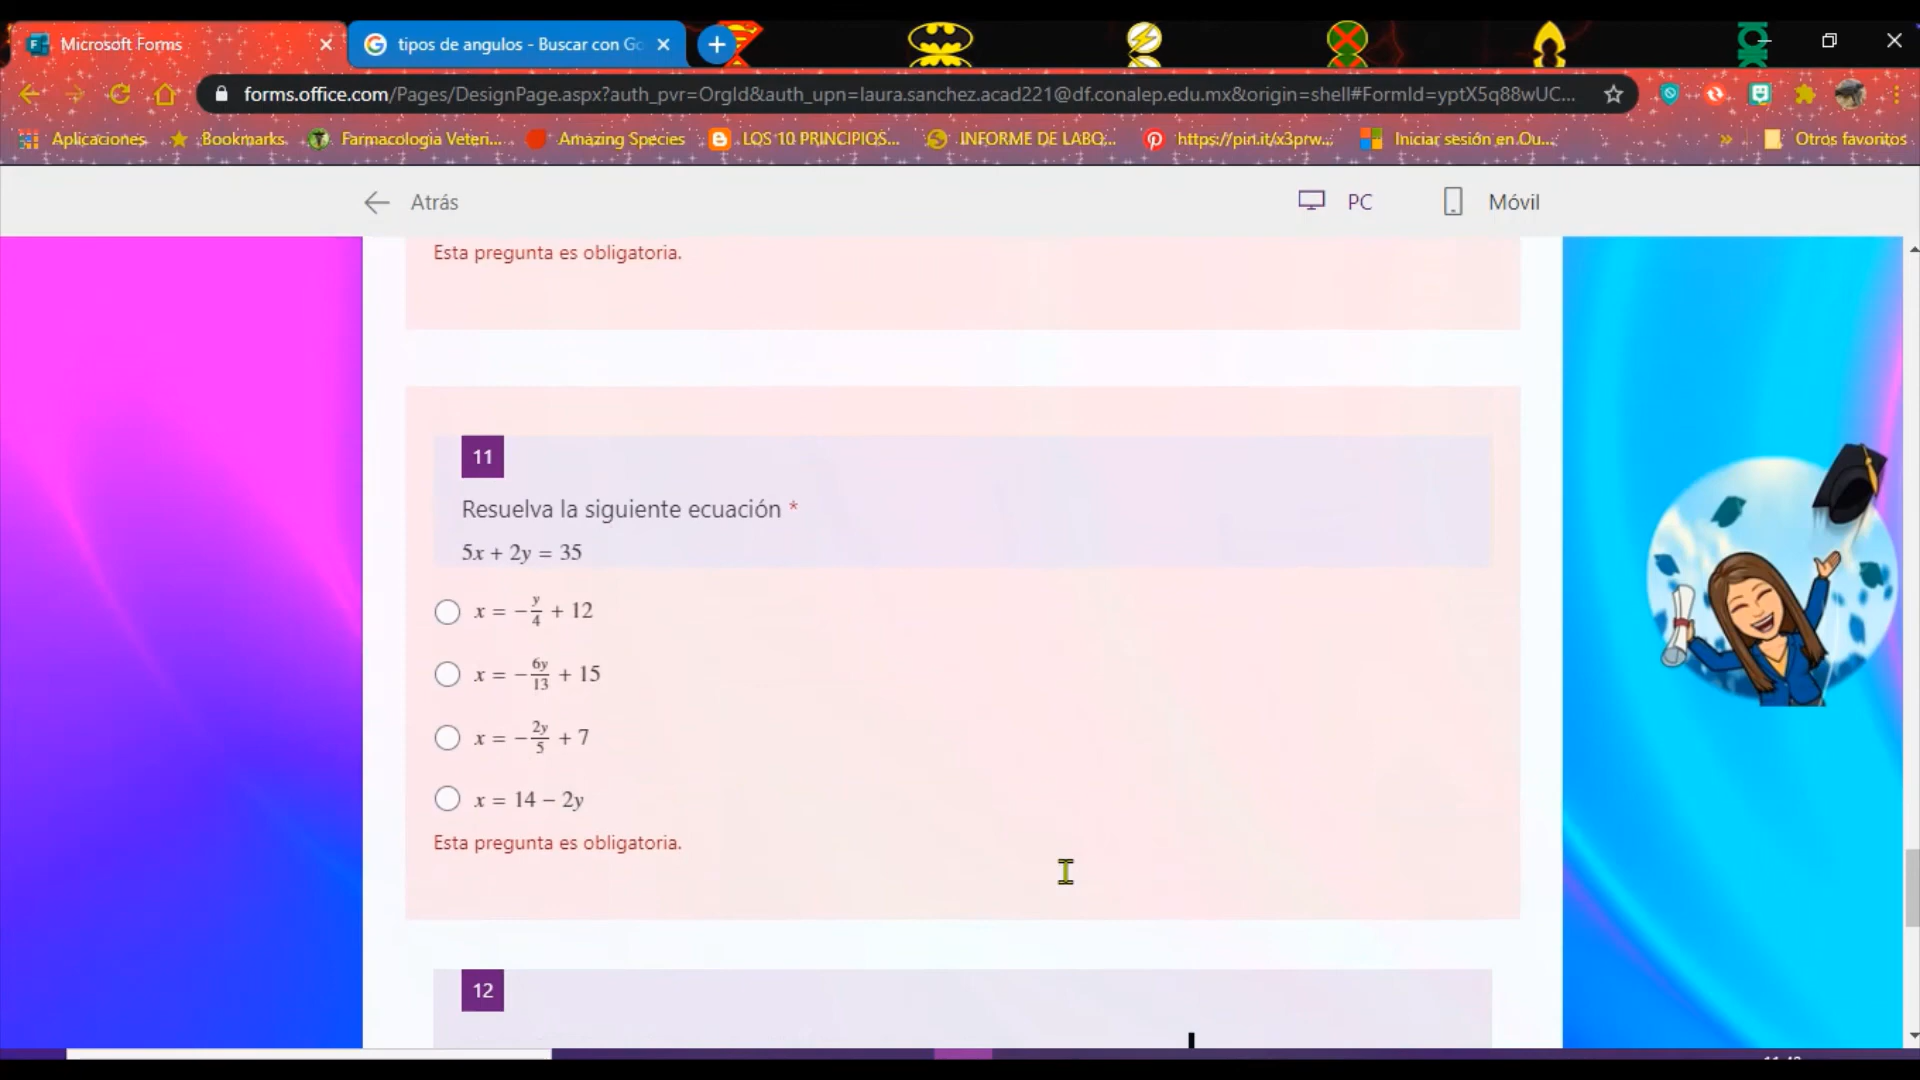 Microsoft Forms
tipos de angulos - Buscar con Go
forms.office.com/Pages/DesignPage.aspx?auth_pvr=OrgId&auth_upn=laura.sanchez.acad221@df.conalep.edu.mx&origin=shell#FormId=yptX5q88wUC...
Aplicaciones Bookmarks Farmacologia Veteri... Amazing Species LOS 10 PRINCIPIOS... INFORME DE LABO... https://pin.it/x3prw... Iniciar sesión en Ou... » Otros favoritos
Atrás PC Móvil
Esta pregunta es obligatoria.
11
Resuelva la siguiente ecuación *
5x + 2y = 35
x = −y/4 + 12
x = −6y/13 + 15
x = −2y/5 + 7
x = 14 − 2y
Esta pregunta es obligatoria.
12